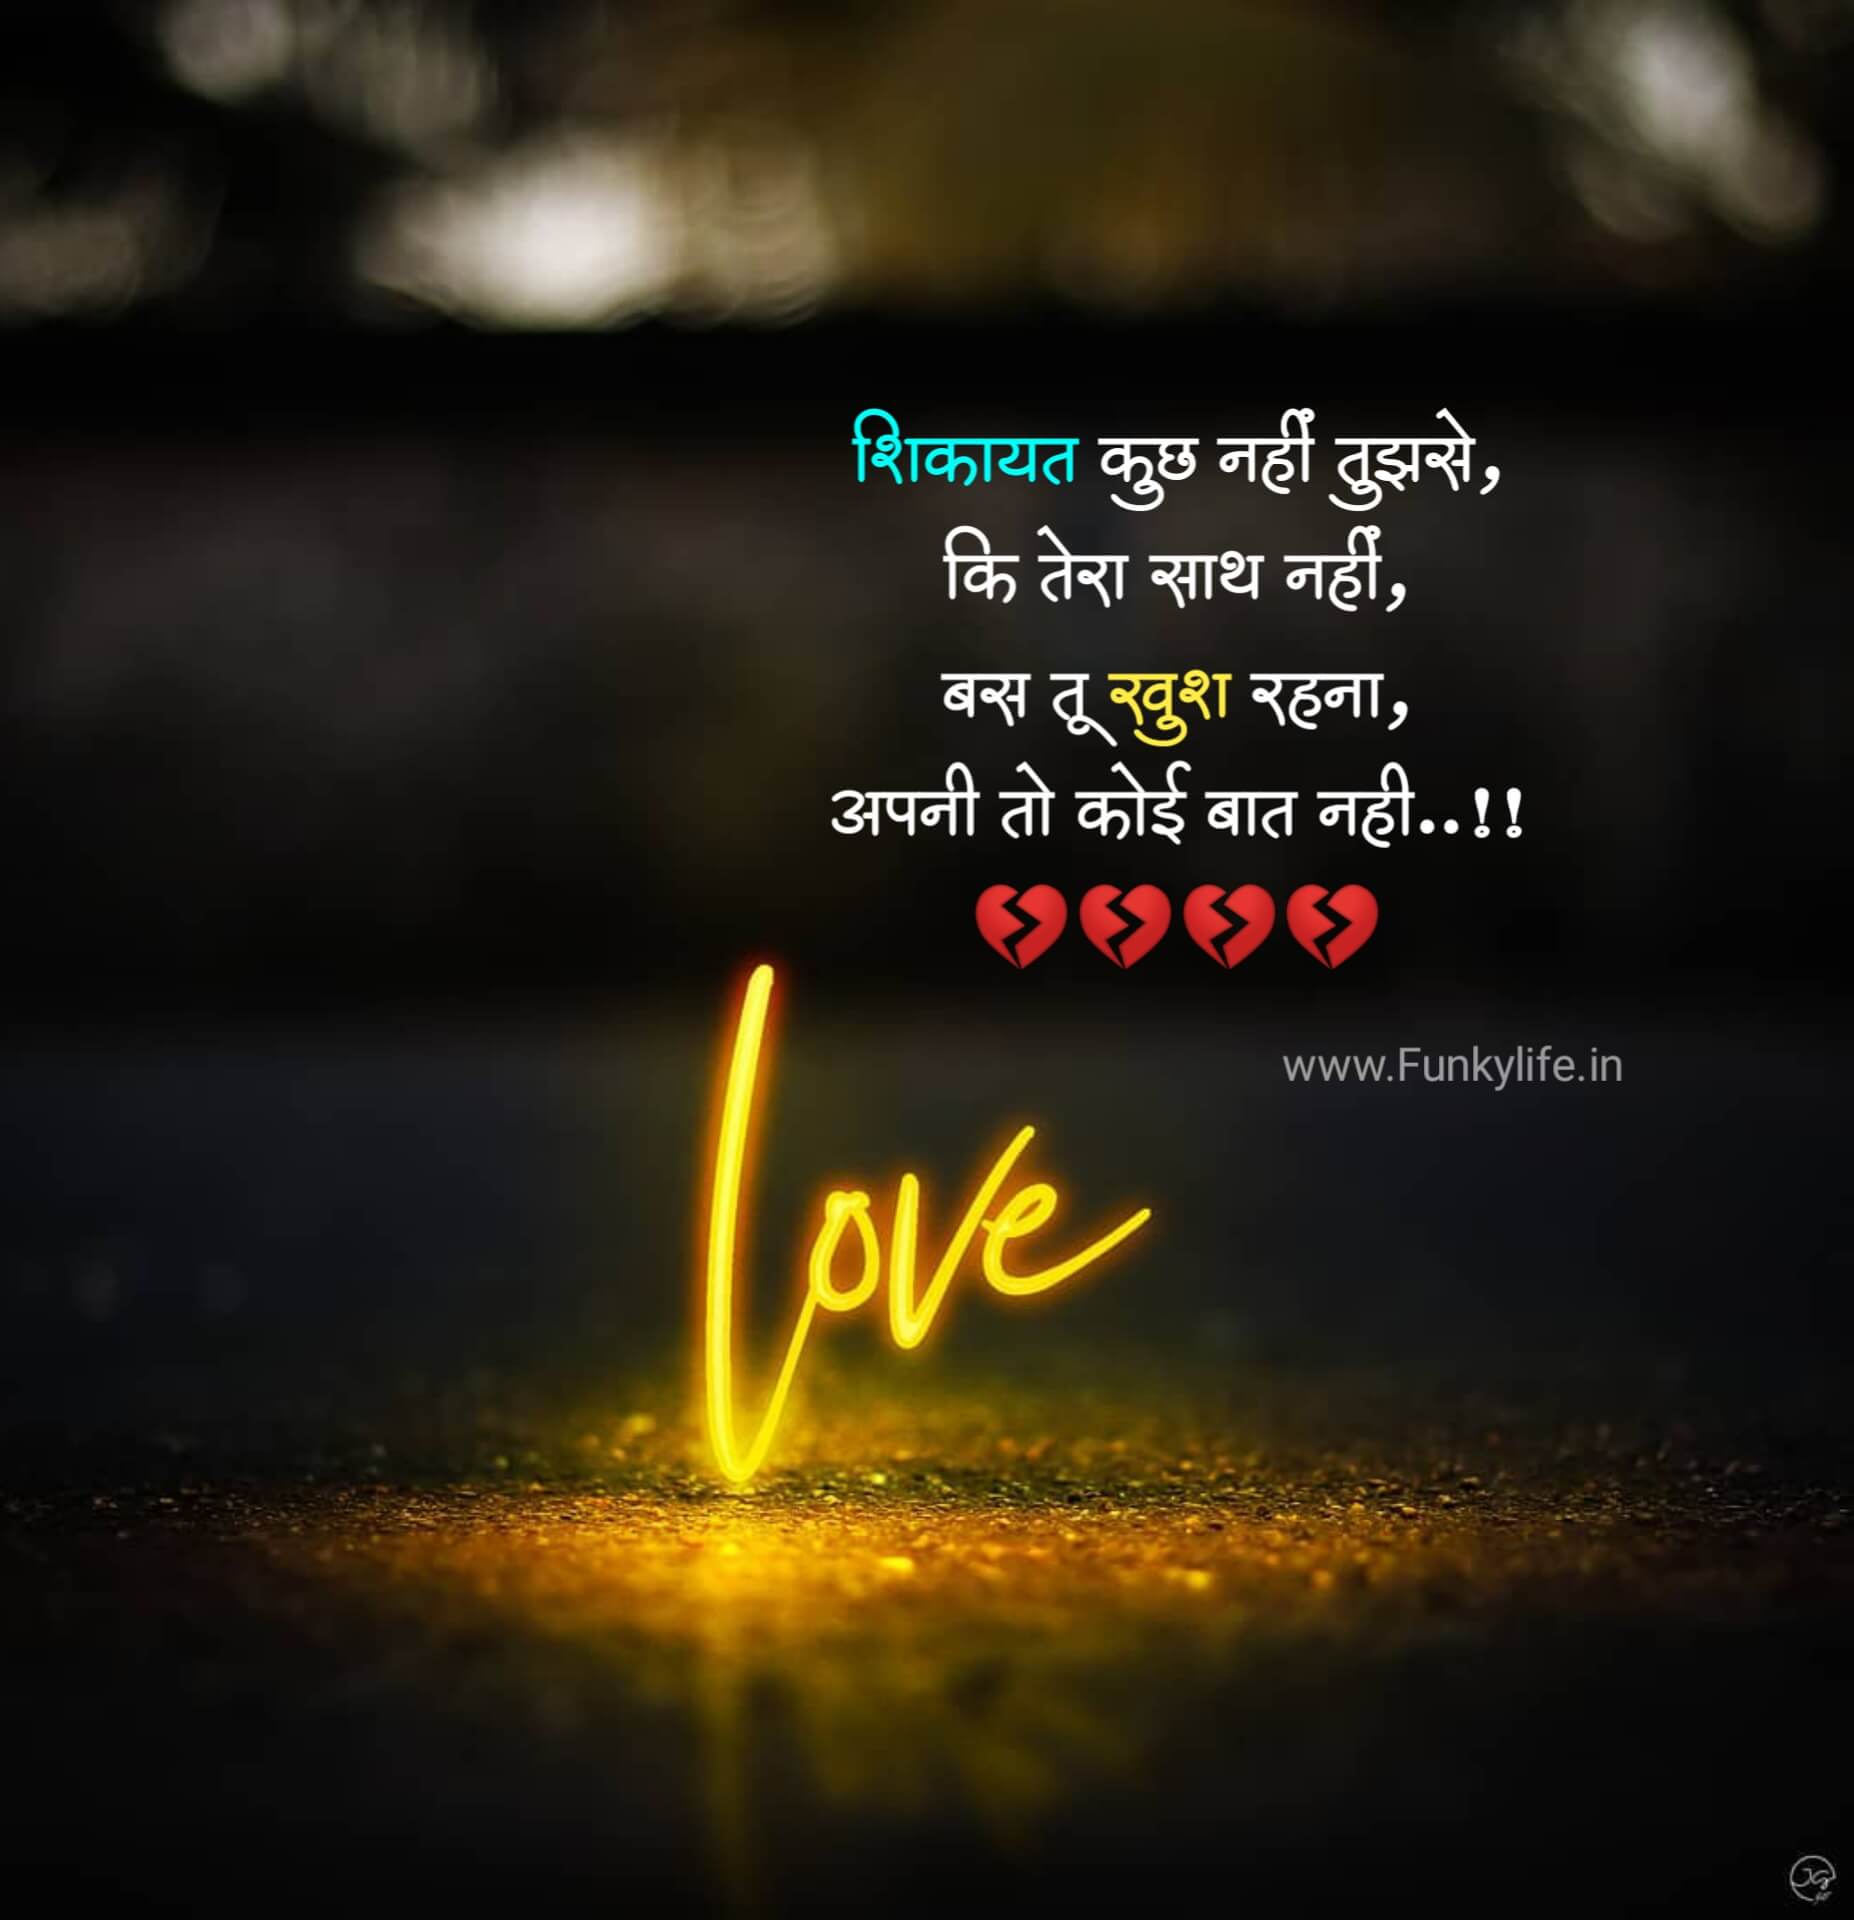 शिकायत कुछ नहीं तुझसे,
कि तेरा साथ नहीं,
बस तू खुश रहना,
अपनी तो कोई बात नही..!!
💔💔💔💔
www.Funkylife.in
love